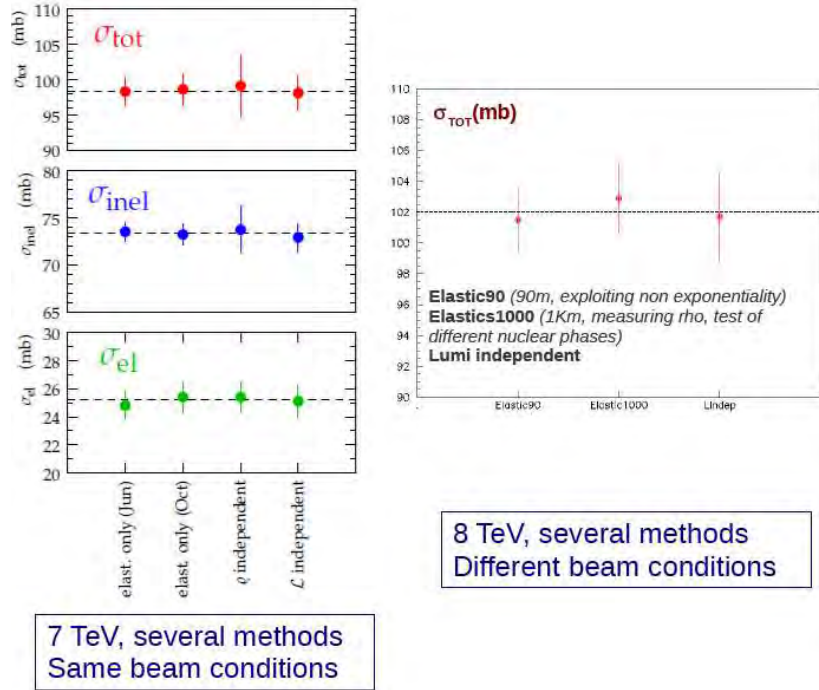 σtot (mb)
110
105
100
95
90
σtot
σinel (mb)
80
75
70
65
σinel
σel (mb)
30
28
26
24
22
20
σel
elast. only (Jun)
elast. only (Oct)
ϱ independent
ℒ independent
7 TeV, several methods
Same beam conditions
110
108
106
104
102
100
98
96
94
92
90
σTOT(mb)
Elastic90 (90m, exploiting non exponentiality)
Elastics1000 (1Km, measuring rho, test of
different nuclear phases)
Lumi independent
Elastic90
Elastic1000
LIndep
8 TeV, several methods
Different beam conditions